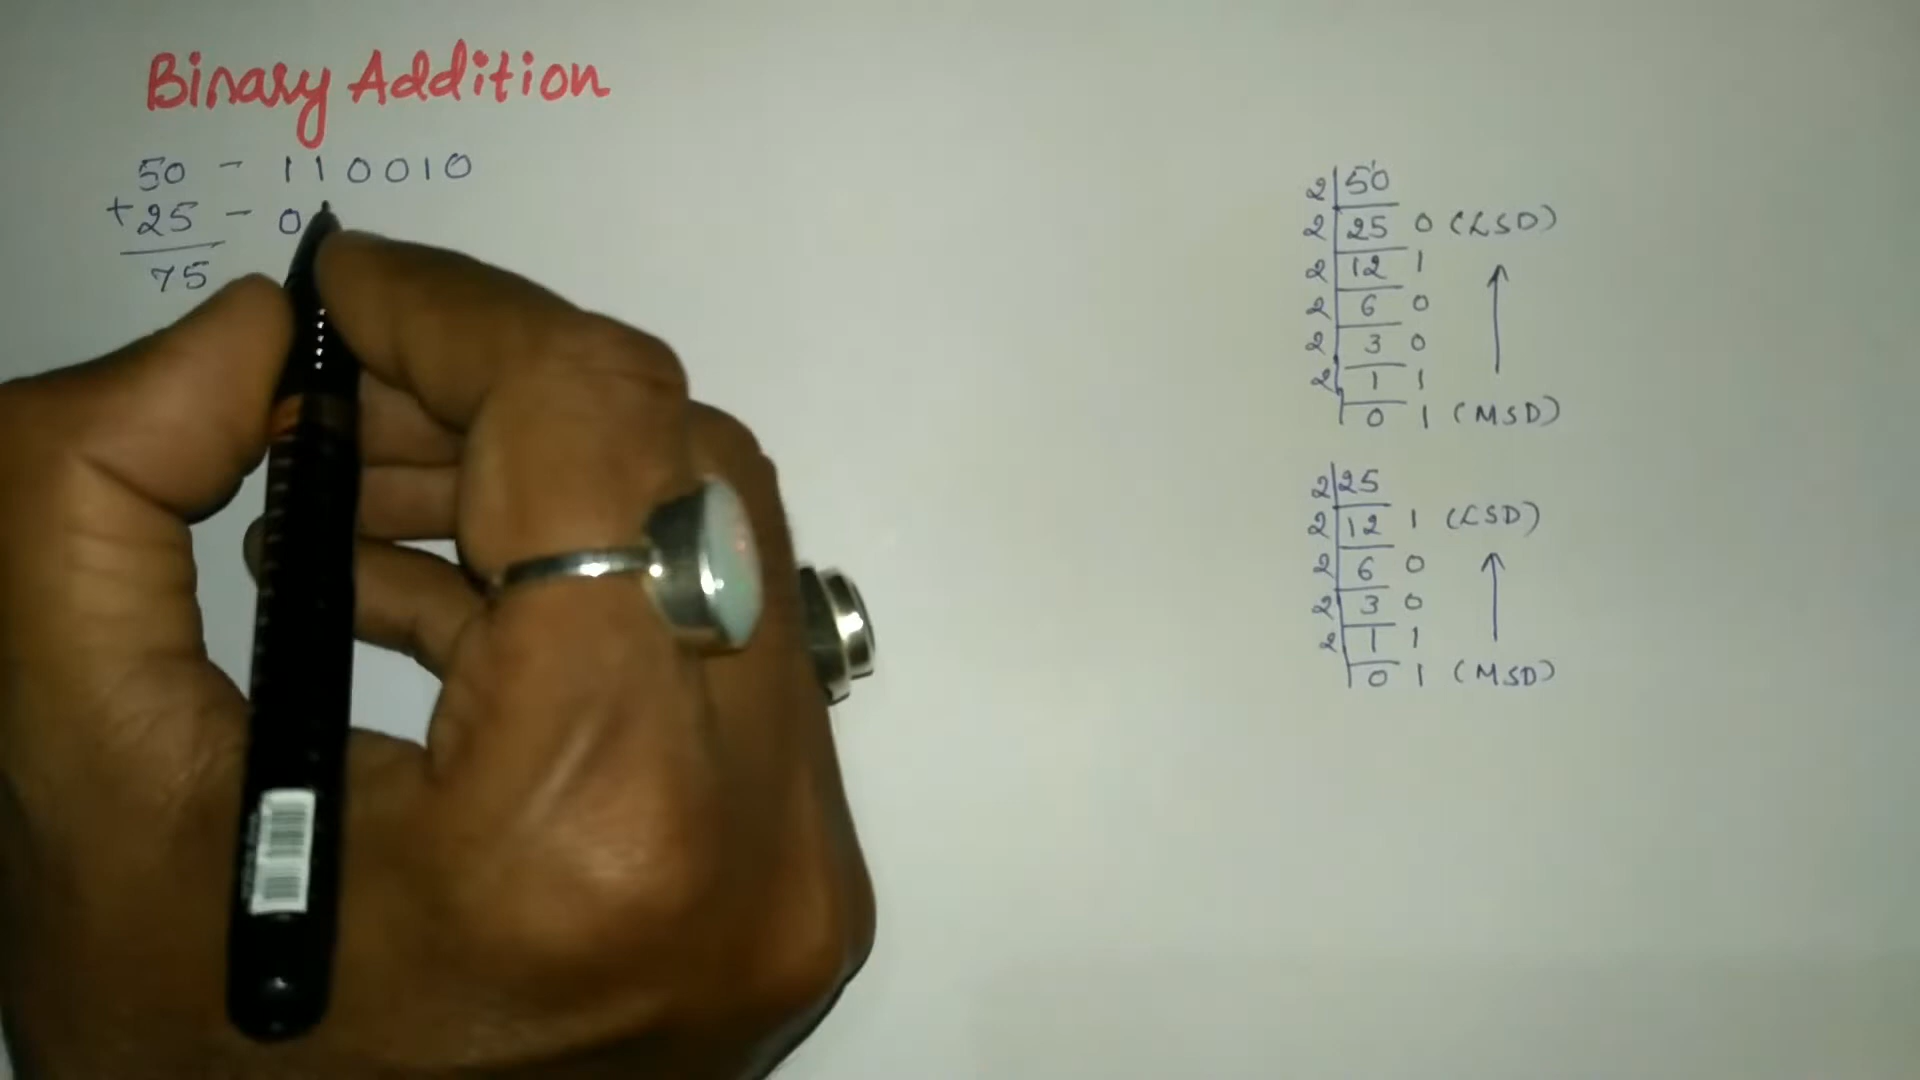 Binary Addition
50 - 110010
+ 25 - 0
75
2 50
2 25 0 (LSD)
2 12 1
2 6 0
2 3 0
2 1 1
0 1 (MSD)
2 25
2 12 1 (LSD)
2 6 0
2 3 0
2 1 1
0 1 (MSD)